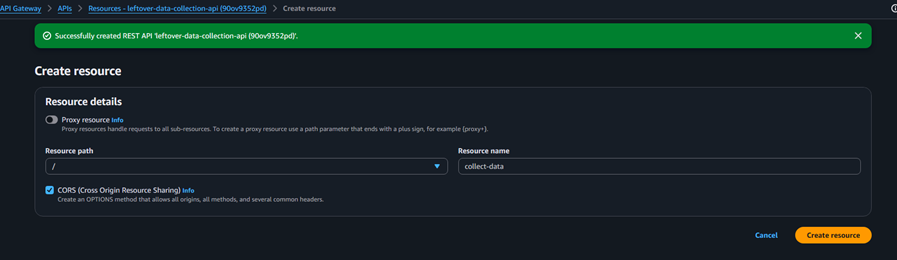 API Gateway > APIs > Resources - leftover-data-collection-api (90ov9352pd) > Create resource
Successfully created REST API 'leftover-data-collection-api (90ov9352pd)'.
Create resource
Resource details
Proxy resource Info
Proxy resources handle requests to all sub-resources. To create a proxy resource use a path parameter that ends with a plus sign, for example {proxy+}.
Resource path
/
Resource name
collect-data
CORS (Cross Origin Resource Sharing) Info
Create an OPTIONS method that allows all origins, all methods, and several common headers.
Cancel
Create resource